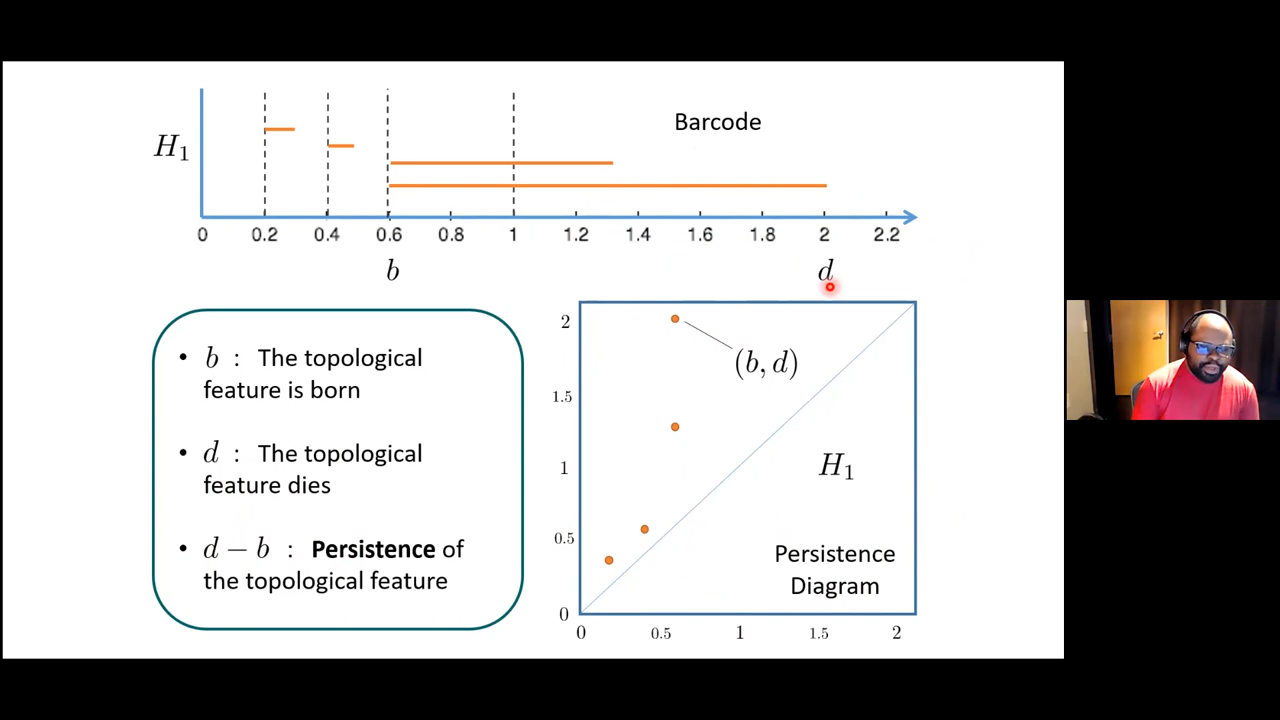 Barcode
H₁
0 0.2 0.4 0.6 0.8 1 1.2 1.4 1.6 1.8 2 2.2
b d
• b : The topological
feature is born
• d : The topological
feature dies
• d − b : Persistence of
the topological feature
2
(b, d)
1.5
1
H₁
0.5
Persistence
Diagram
0
0 0.5 1 1.5 2